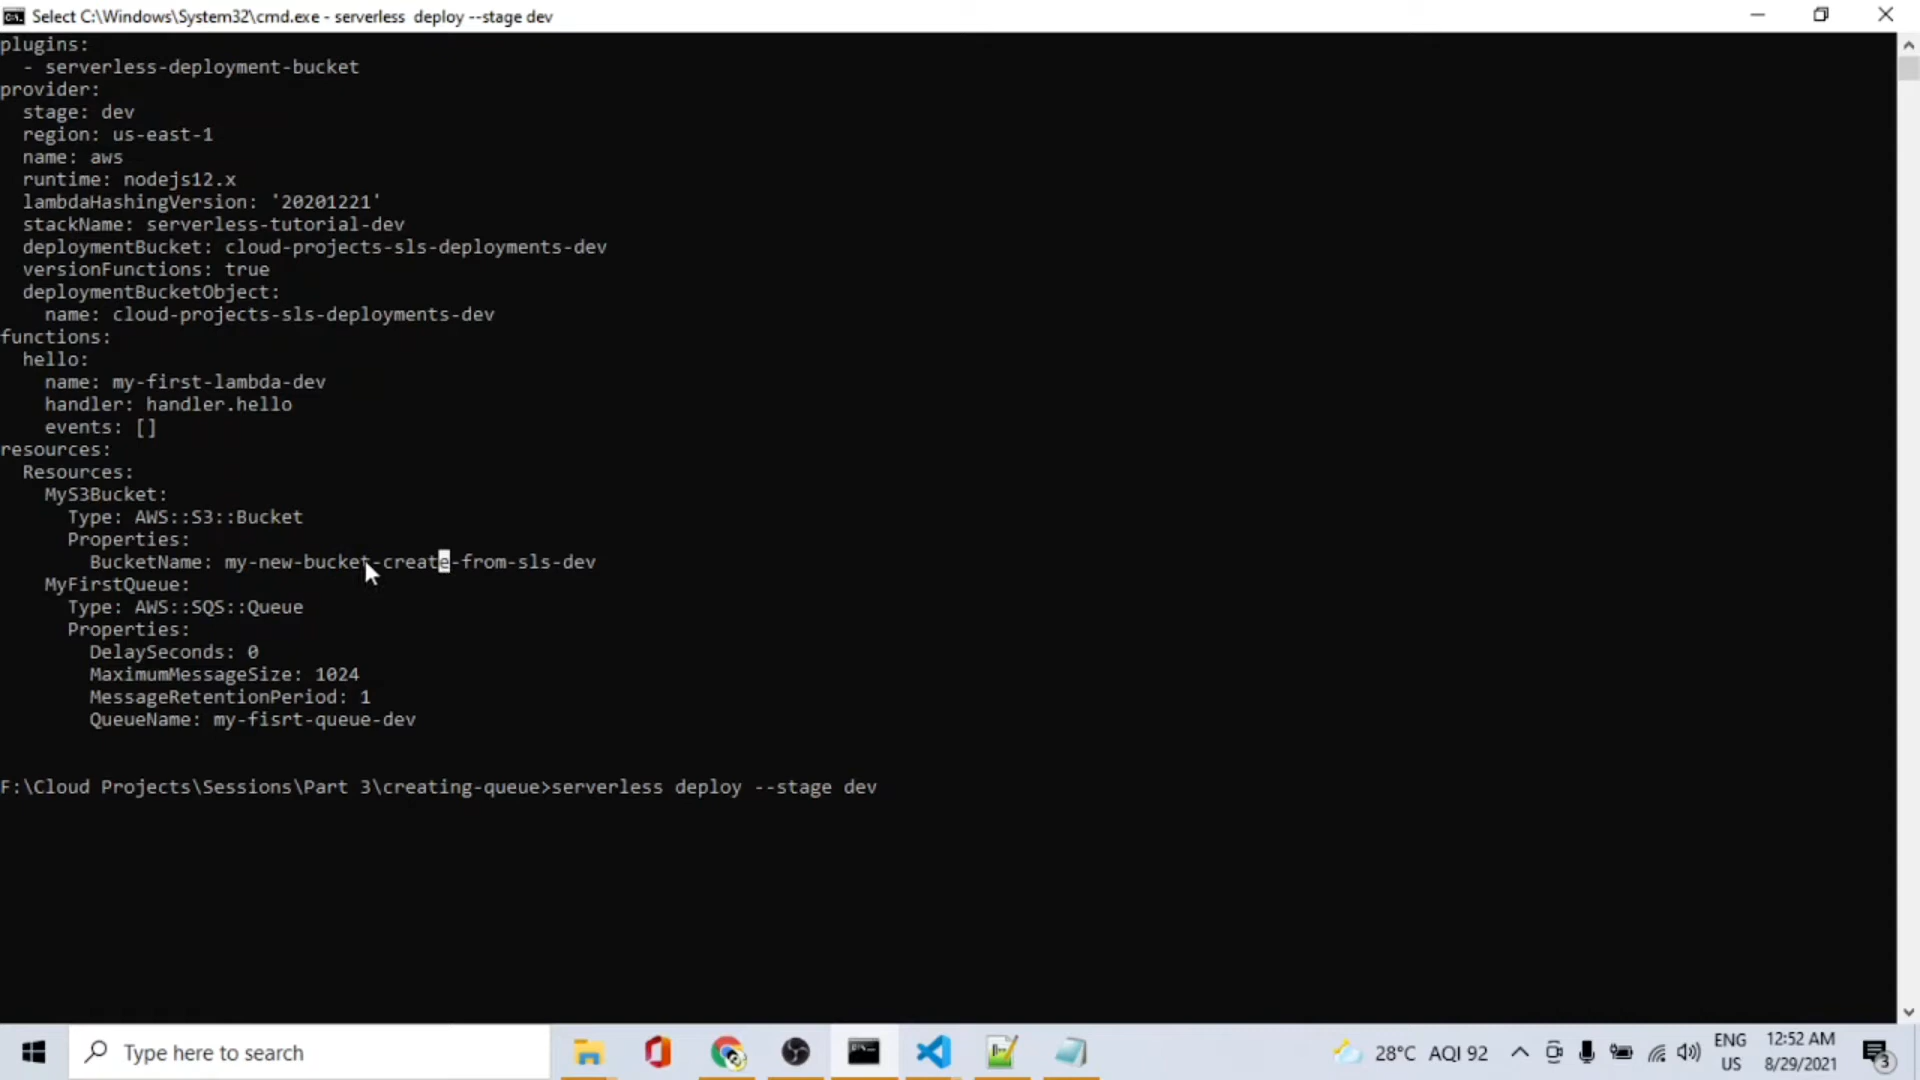 Select C:\Windows\System32\cmd.exe - serverless  deploy --stage dev
plugins:
  - serverless-deployment-bucket
provider:
  stage: dev
  region: us-east-1
  name: aws
  runtime: nodejs12.x
  lambdaHashingVersion: '20201221'
  stackName: serverless-tutorial-dev
  deploymentBucket: cloud-projects-sls-deployments-dev
  versionFunctions: true
  deploymentBucketObject:
    name: cloud-projects-sls-deployments-dev
functions:
  hello:
    name: my-first-lambda-dev
    handler: handler.hello
    events: []
resources:
  Resources:
    MyS3Bucket:
      Type: AWS::S3::Bucket
      Properties:
        BucketName: my-new-bucket-create-from-sls-dev
    MyFirstQueue:
      Type: AWS::SQS::Queue
      Properties:
        DelaySeconds: 0
        MaximumMessageSize: 1024
        MessageRetentionPeriod: 1
        QueueName: my-fisrt-queue-dev
F:\Cloud Projects\Sessions\Part 3\creating-queue>serverless deploy --stage dev
Type here to search
28°C AQI 92
ENG
US
12:52 AM
8/29/2021
3